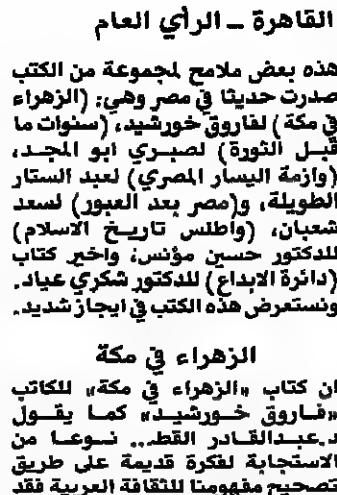 القاهرة ــ الرأي العام
هذه بعض ملامح لمجموعة من الكتب
صدرت حديثا في مصر وهي: (الزهراء
في مكة) لفاروق خورشيد، (سنوات ما
قبل الثورة) لصبري ابو المجد،
(وازمة اليسار المصري) لعبد الستار
الطويلة، و(مصر بعد العبور) لسعد
شعبان، (واطلس تاريخ الاسلام)
للدكتور حسين مؤنس، واخير كتاب
(دائرة الابداع) للدكتور شكري عياد.
ونستعرض هذه الكتب في ايجاز شديد.
الزهراء في مكة
ان كتاب «الزهراء في مكة» للكاتب
«فاروق خورشيد» كما يقول
د.عبدالقادر القط... نوعا من
الاستجابة لفكرة قديمة على طريق
تصحيح مفهومنا للثقافة العربية فقد